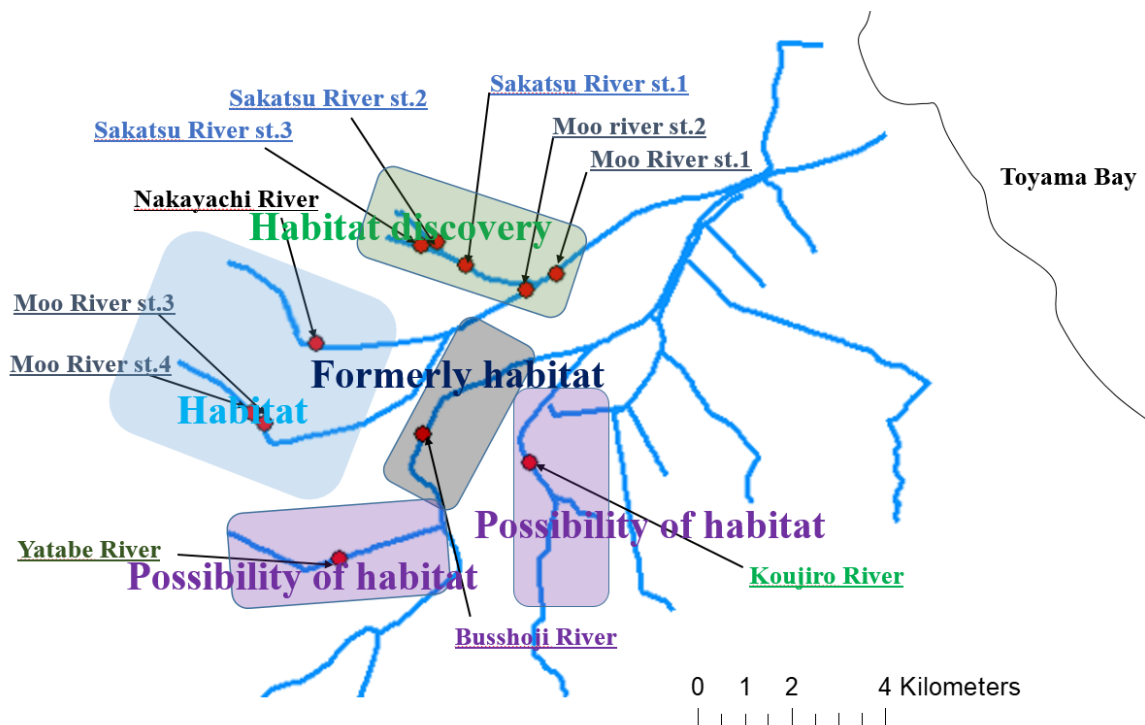 Sakatsu River st.1
Sakatsu River st.2
Sakatsu River st.3
Moo river st.2
Moo River st.1
Toyama Bay
Nakayachi River
Habitat discovery
Moo River st.3
Moo River st.4
Formerly habitat
Habitat
Possibility of habitat
Yatabe River
Possibility of habitat
Koujiro River
Busshoji River
0 1 2 4 Kilometers